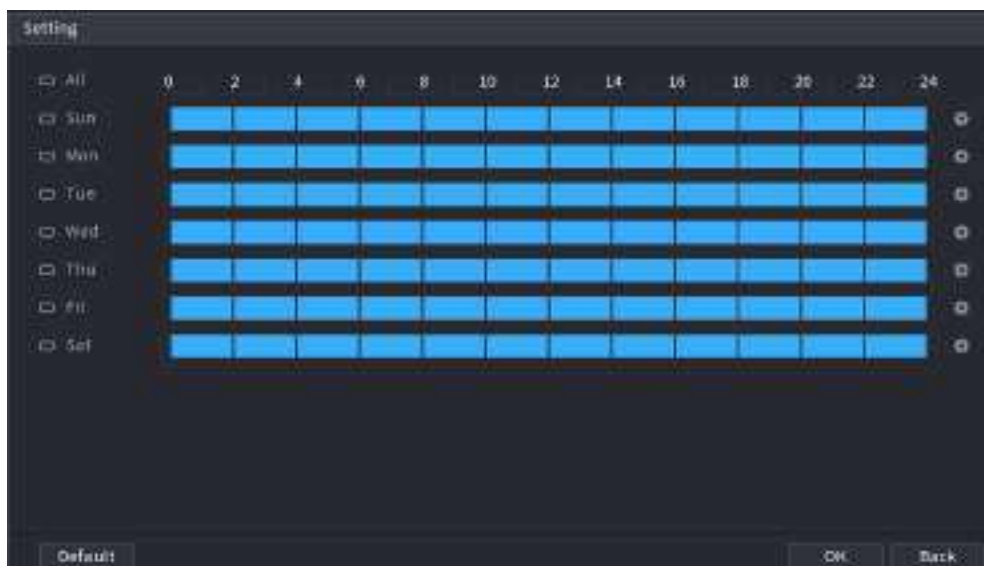 Setting
All 0 2 4 6 8 10 12 14 16 18 20 22 24
Sun
Mon
Tue
Wed
Thu
Fri
Sat
Default OK Back